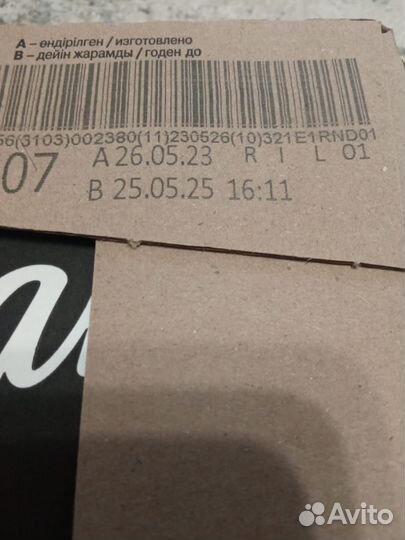 A – өндірілген / изготовлено
B – дейін жарамды / годен до
56(3103)002380(11)230526(10)321E1RND01
07 A 26.05.23 R I L 01
B 25.05.25 16:11
Avito